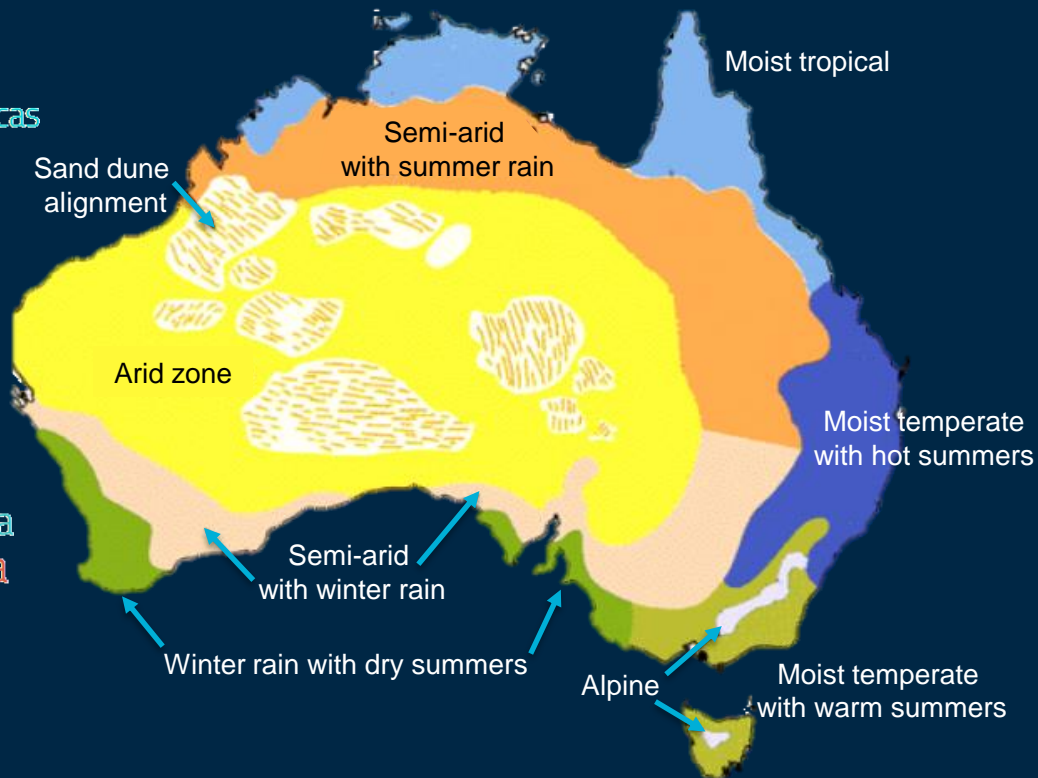 Moist tropical
cas
Semi-arid
with summer rain
Sand dune
alignment
Arid zone
Moist temperate
with hot summers
a
a
Semi-arid
with winter rain
Winter rain with dry summers
Alpine
Moist temperate
with warm summers